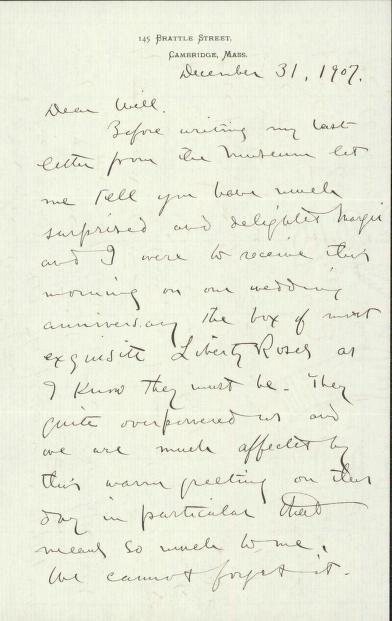 145 BRATTLE STREET,
CAMBRIDGE, MASS.
December 31, 1907.
Dear Will.
Before writing my last
letter from the Museum let
me tell you how much
surprised and delighted Margie
and I were to receive this
morning on our wedding
anniversary the box of most
exquisite Liberty Roses as
I know they must be. They
quite overpowered us and
we are much affected by
this warm greeting on this
day in particular that
means so much to me.
We cannot forget it.